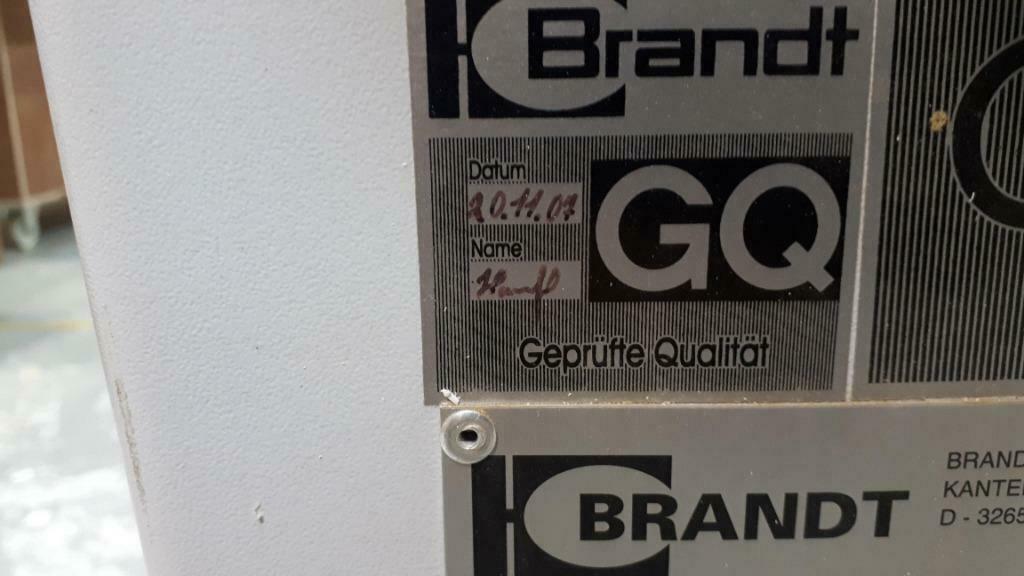 Brandt
Datum
20.11.07
Name
GQ
Geprüfte Qualität
BRANDT
BRAND
KANTE
D - 3265